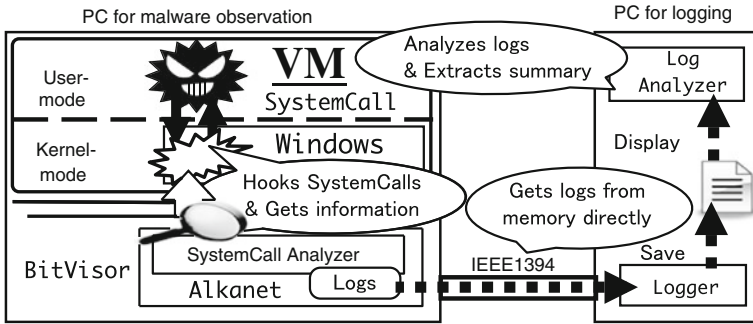 PC for malware observation
PC for logging
User-
mode
VM
SystemCall
Analyzes logs
& Extracts summary
Log
Analyzer
Kernel-
mode
Windows
Display
Hooks SystemCalls
& Gets information
Gets logs from
memory directly
BitVisor
SystemCall Analyzer
Alkanet
Logs
IEEE1394
Save
Logger